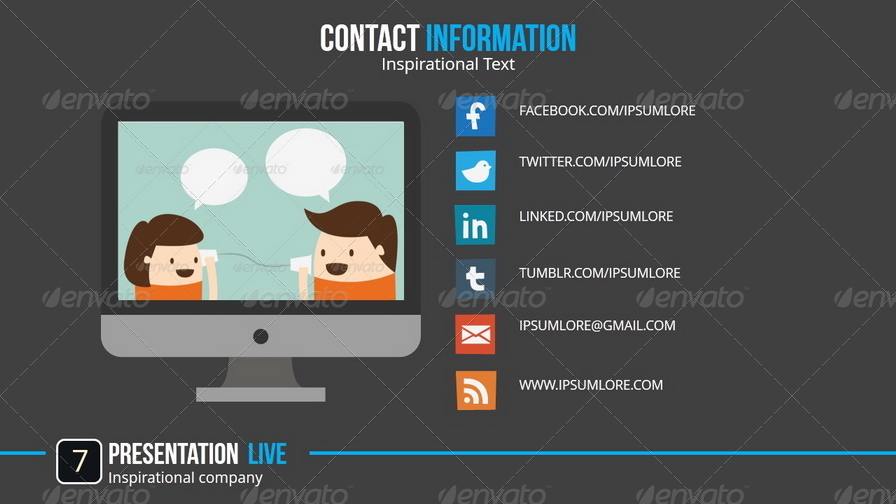 CONTACT INFORMATION
Inspirational Text
FACEBOOK.COM/IPSUMLORE
TWITTER.COM/IPSUMLORE
LINKED.COM/IPSUMLORE
TUMBLR.COM/IPSUMLORE
IPSUMLORE@GMAIL.COM
WWW.IPSUMLORE.COM
7
PRESENTATION LIVE
Inspirational company
envato